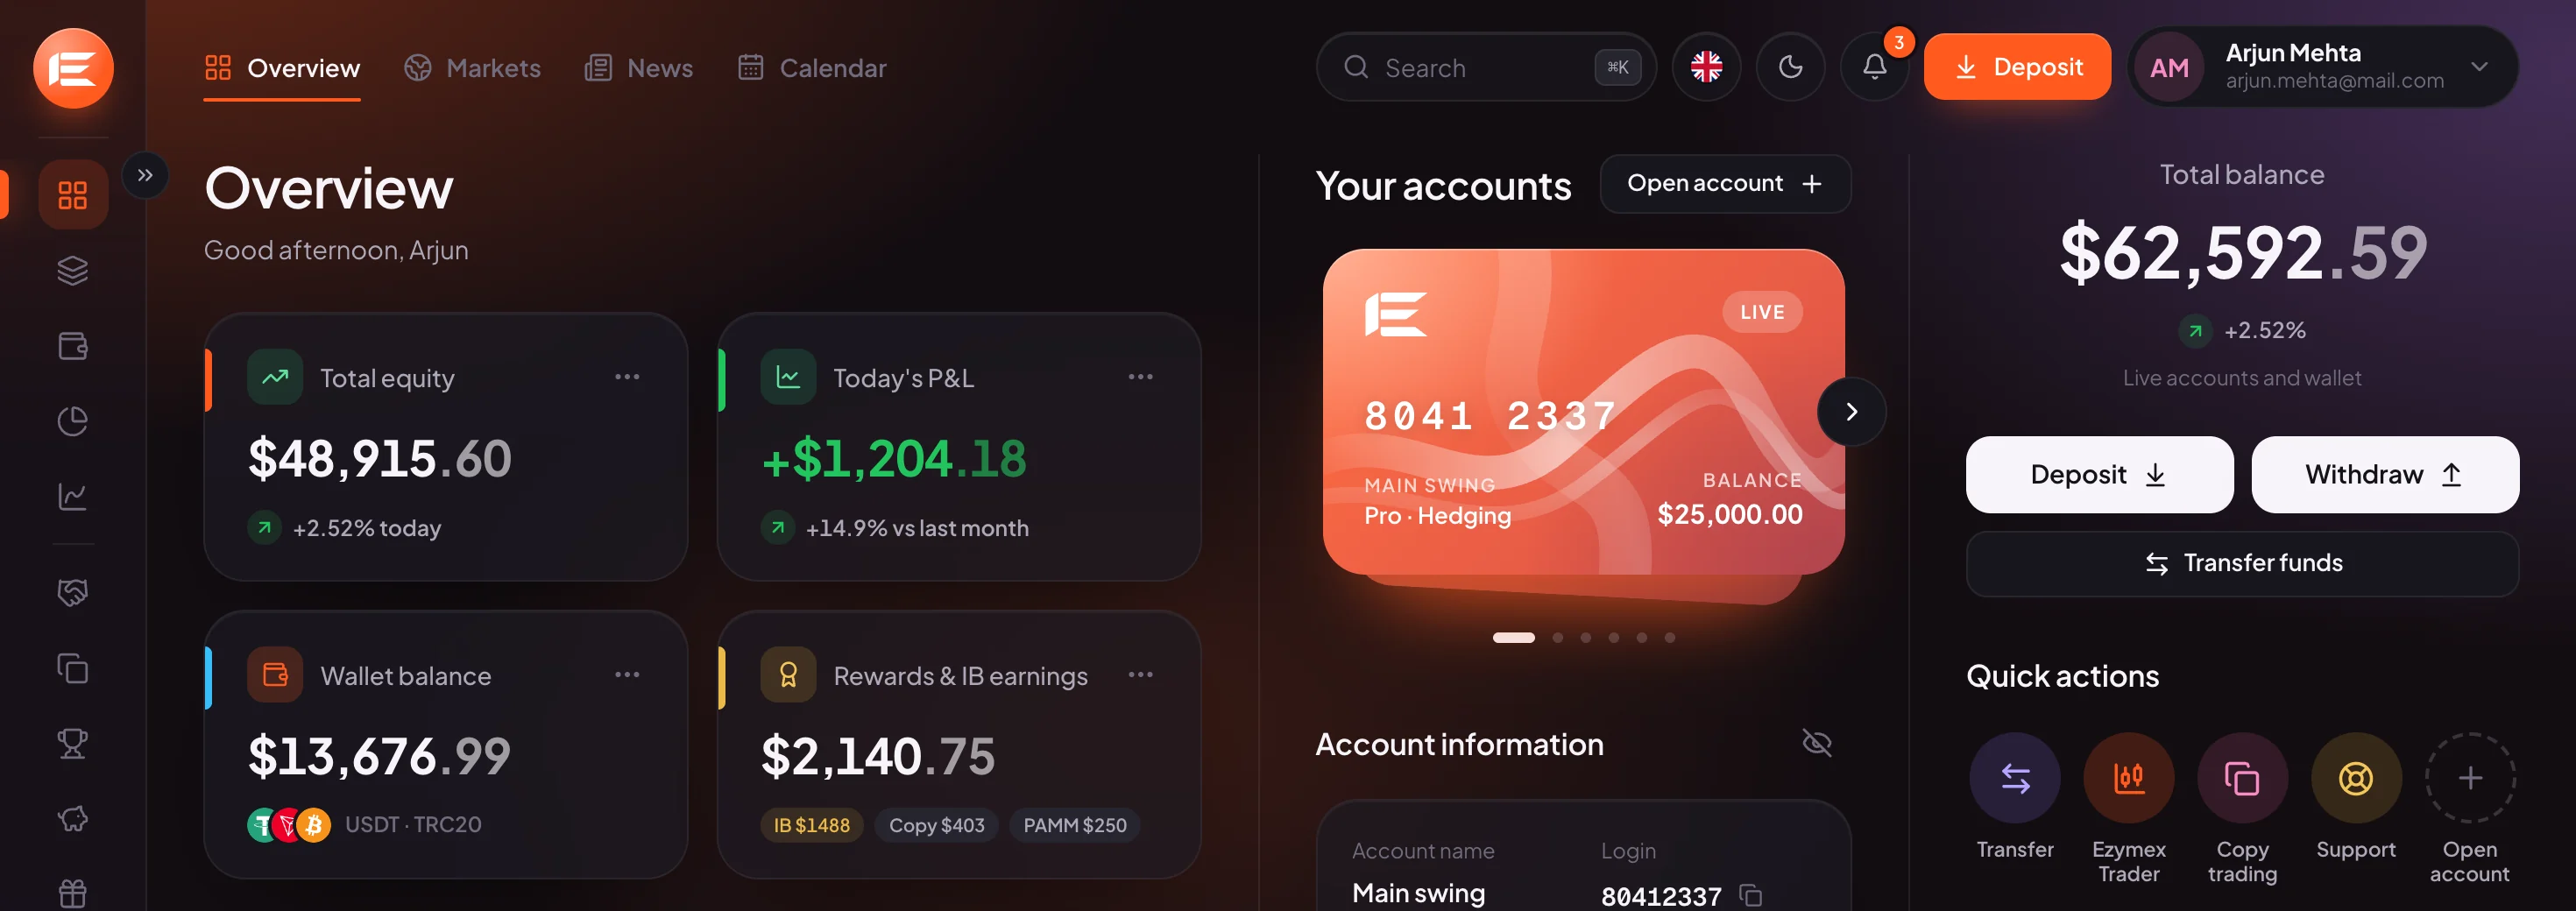 Overview
Markets
News
Calendar
Search
⌘K
3
Deposit
AM
Arjun Mehta
arjun.mehta@mail.com
Overview
Good afternoon, Arjun
Total equity
$48,915.60
+2.52% today
Today's P&L
+$1,204.18
+14.9% vs last month
Wallet balance
$13,676.99
USDT · TRC20
Rewards & IB earnings
$2,140.75
IB $1488
Copy $403
PAMM $250
Your accounts
Open account
LIVE
8041 2337
MAIN SWING
Pro · Hedging
BALANCE
$25,000.00
Account information
Account name
Main swing
Login
80412337
Total balance
$62,592.59
+2.52%
Live accounts and wallet
Deposit
Withdraw
Transfer funds
Quick actions
Transfer
Ezymex
Trader
Copy
trading
Support
Open
account